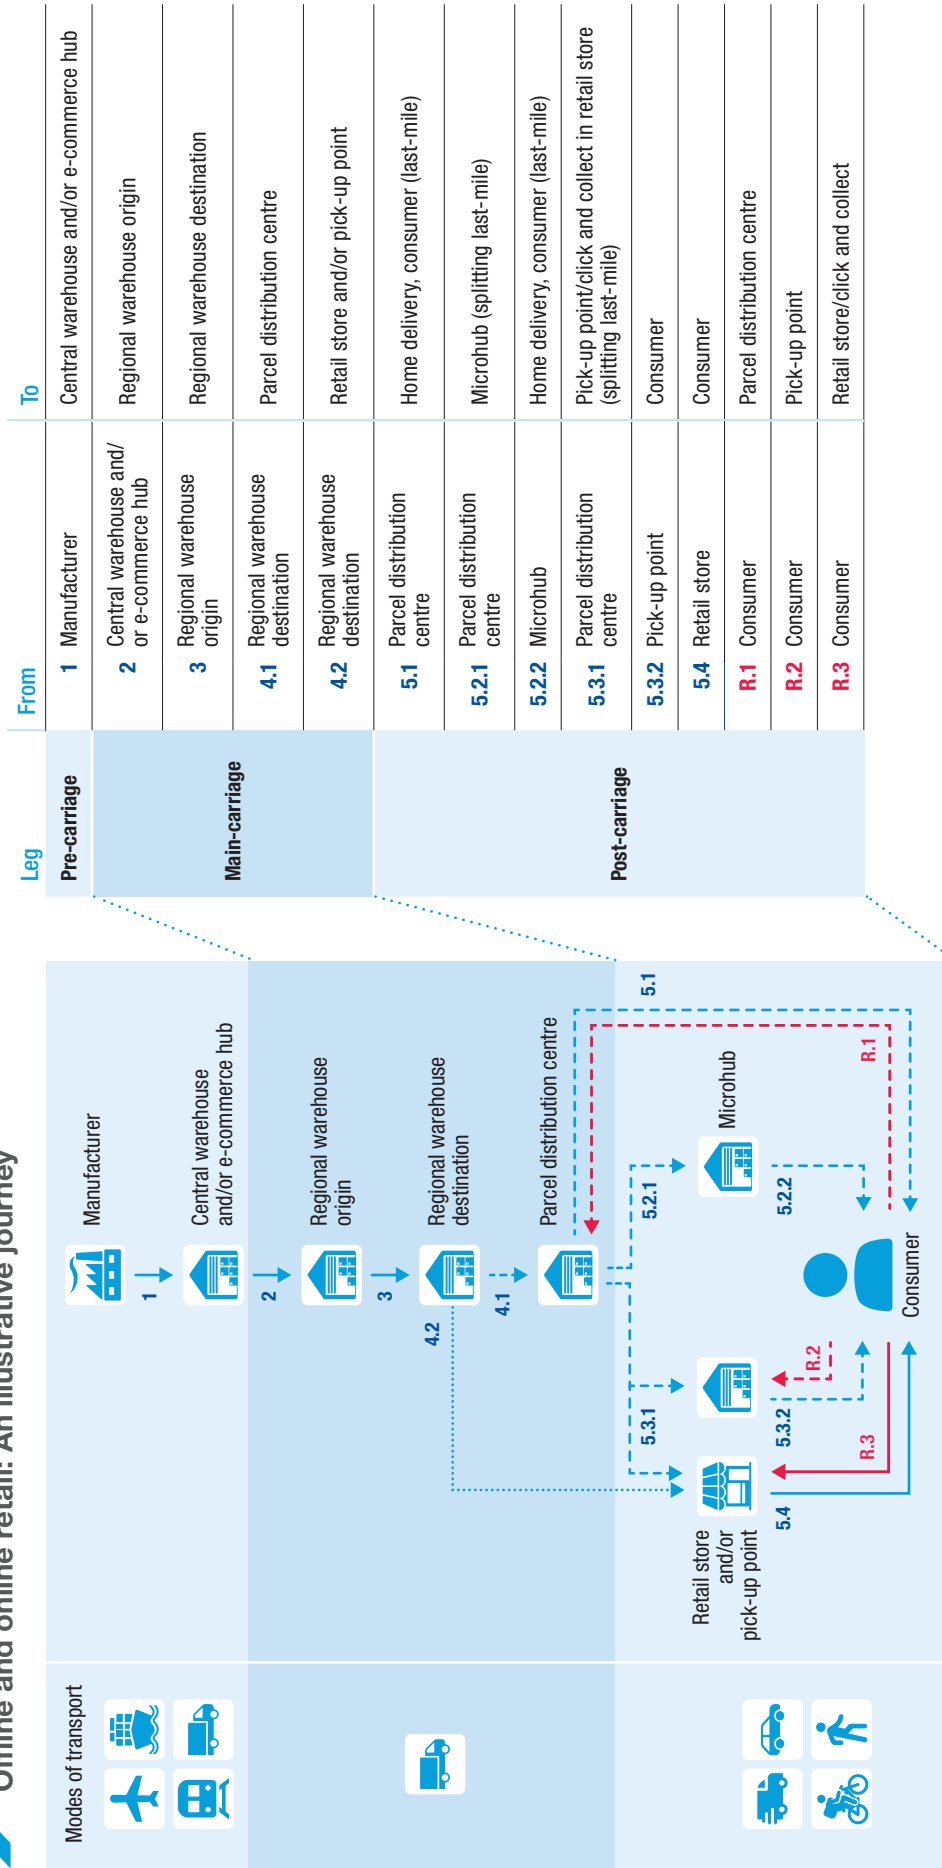 Offline and online retail: An illustrative journey
Modes of transport
Manufacturer
1
Central warehouse
and/or e-commerce hub
2
Regional warehouse
origin
3
Regional warehouse
destination
4.2
4.1
Parcel distribution centre
5.1
5.3.1
5.2.1
Retail store
and/or
pick-up point
Microhub
5.4
5.3.2
5.2.2
R.2
R.3
R.1
Consumer
Leg
From
To
Pre-carriage
1 Manufacturer
Central warehouse and/or e-commerce hub
Main-carriage
2 Central warehouse and/
or e-commerce hub
Regional warehouse origin
3 Regional warehouse
origin
Regional warehouse destination
4.1 Regional warehouse
destination
Parcel distribution centre
4.2 Regional warehouse
destination
Retail store and/or pick-up point
Post-carriage
5.1 Parcel distribution
centre
Home delivery, consumer (last-mile)
5.2.1 Parcel distribution
centre
Microhub (splitting last-mile)
5.2.2 Microhub
Home delivery, consumer (last-mile)
5.3.1 Parcel distribution
centre
Pick-up point/click and collect in retail store
(splitting last-mile)
5.3.2 Pick-up point
Consumer
5.4 Retail store
Consumer
R.1 Consumer
Parcel distribution centre
R.2 Consumer
Pick-up point
R.3 Consumer
Retail store/click and collect